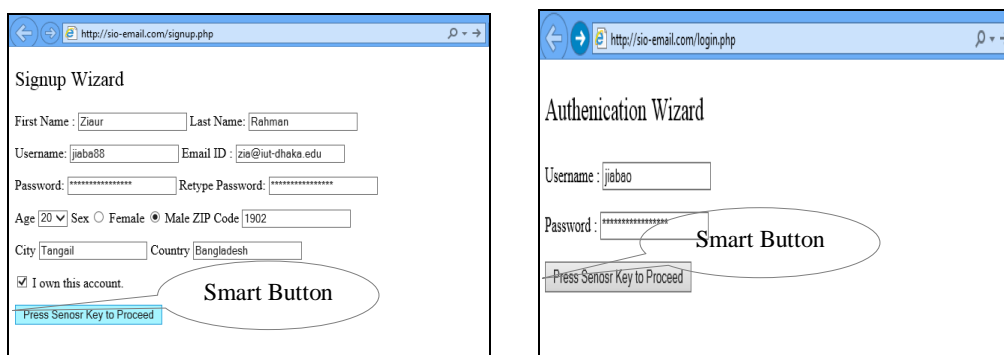 http://sio-email.com/signup.php
Signup Wizard
First Name : Ziaur Last Name: Rahman
Username: jiaba88 Email ID : zia@iut-dhaka.edu
Password: *************** Retype Password: ***************
Age 20 Sex Female Male ZIP Code 1902
City Tangail Country Bangladesh
I own this account.
Smart Button
Press Senosr Key to Proceed
http://sio-email.com/login.php
Authenication Wizard
Username : jiabao
Password : *****************
Smart Button
Press Senosr Key to Proceed